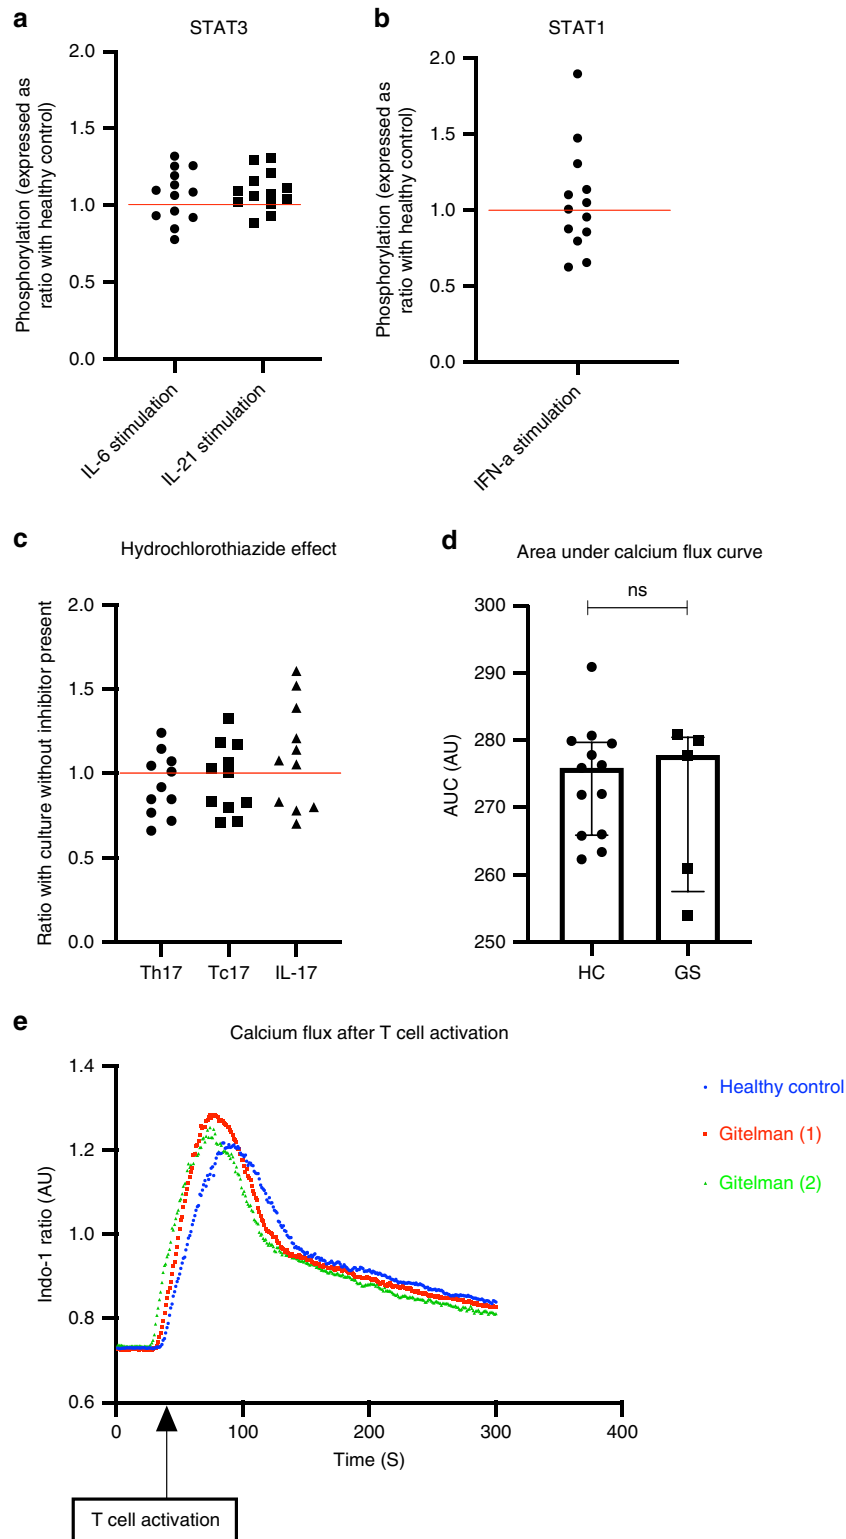 a
STAT3
Phosphorylation (expressed as
ratio with healthy control)
2.0
1.5
1.0
0.5
0.0
IL-6 stimulation
IL-21 stimulation
b
STAT1
Phosphorylation (expressed as
ratio with healthy control)
2.0
1.5
1.0
0.5
0.0
IFN-a stimulation
c
Hydrochlorothiazide effect
Ratio with culture without inhibitor present
2.0
1.5
1.0
0.5
0.0
Th17 Tc17 IL-17
d
Area under calcium flux curve
ns
AUC (AU)
300
290
280
270
260
250
HC GS
e
Calcium flux after T cell activation
Indo-1 ratio (AU)
1.4
1.2
1.0
0.8
0.6
0 100 200 300 400
Time (S)
T cell activation
Healthy control
Gitelman (1)
Gitelman (2)